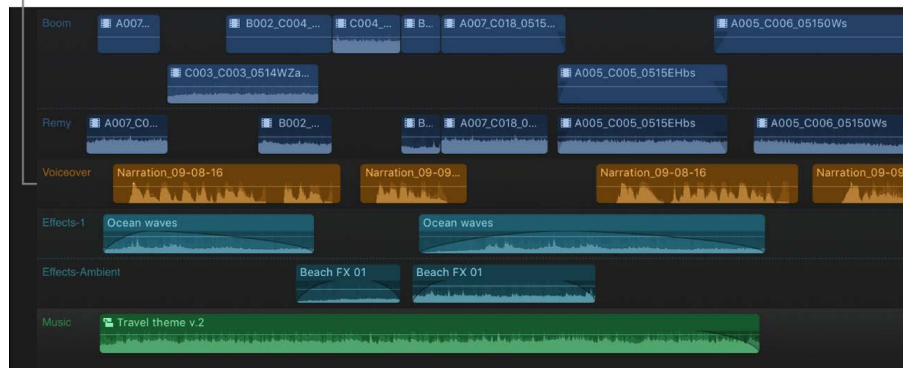 Boom A007... B002_C004_... C004_... B... A007_C018_0515... A005_C006_05150Ws
C003_C003_0514WZa... A005_C005_0515EHbs
Remy A007_C0... B002_... B... A007_C018_0... A005_C005_0515EHbs A005_C006_05150Ws
Voiceover Narration_09-08-16 Narration_09-09... Narration_09-08-16 Narration_09-09
Effects-1 Ocean waves Ocean waves
Effects-Ambient Beach FX 01 Beach FX 01
Music Travel theme v.2